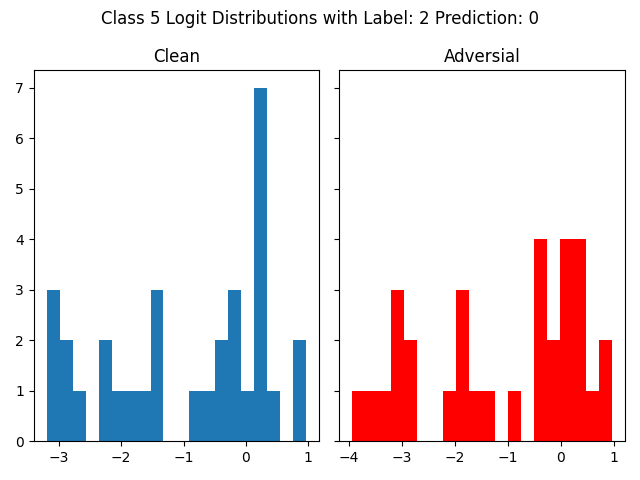 Class 5 Logit Distributions with Label: 2 Prediction: 0
Clean
Adversial
7
6
5
4
3
2
1
0
−3 −2 −1 0 1
−4 −3 −2 −1 0 1